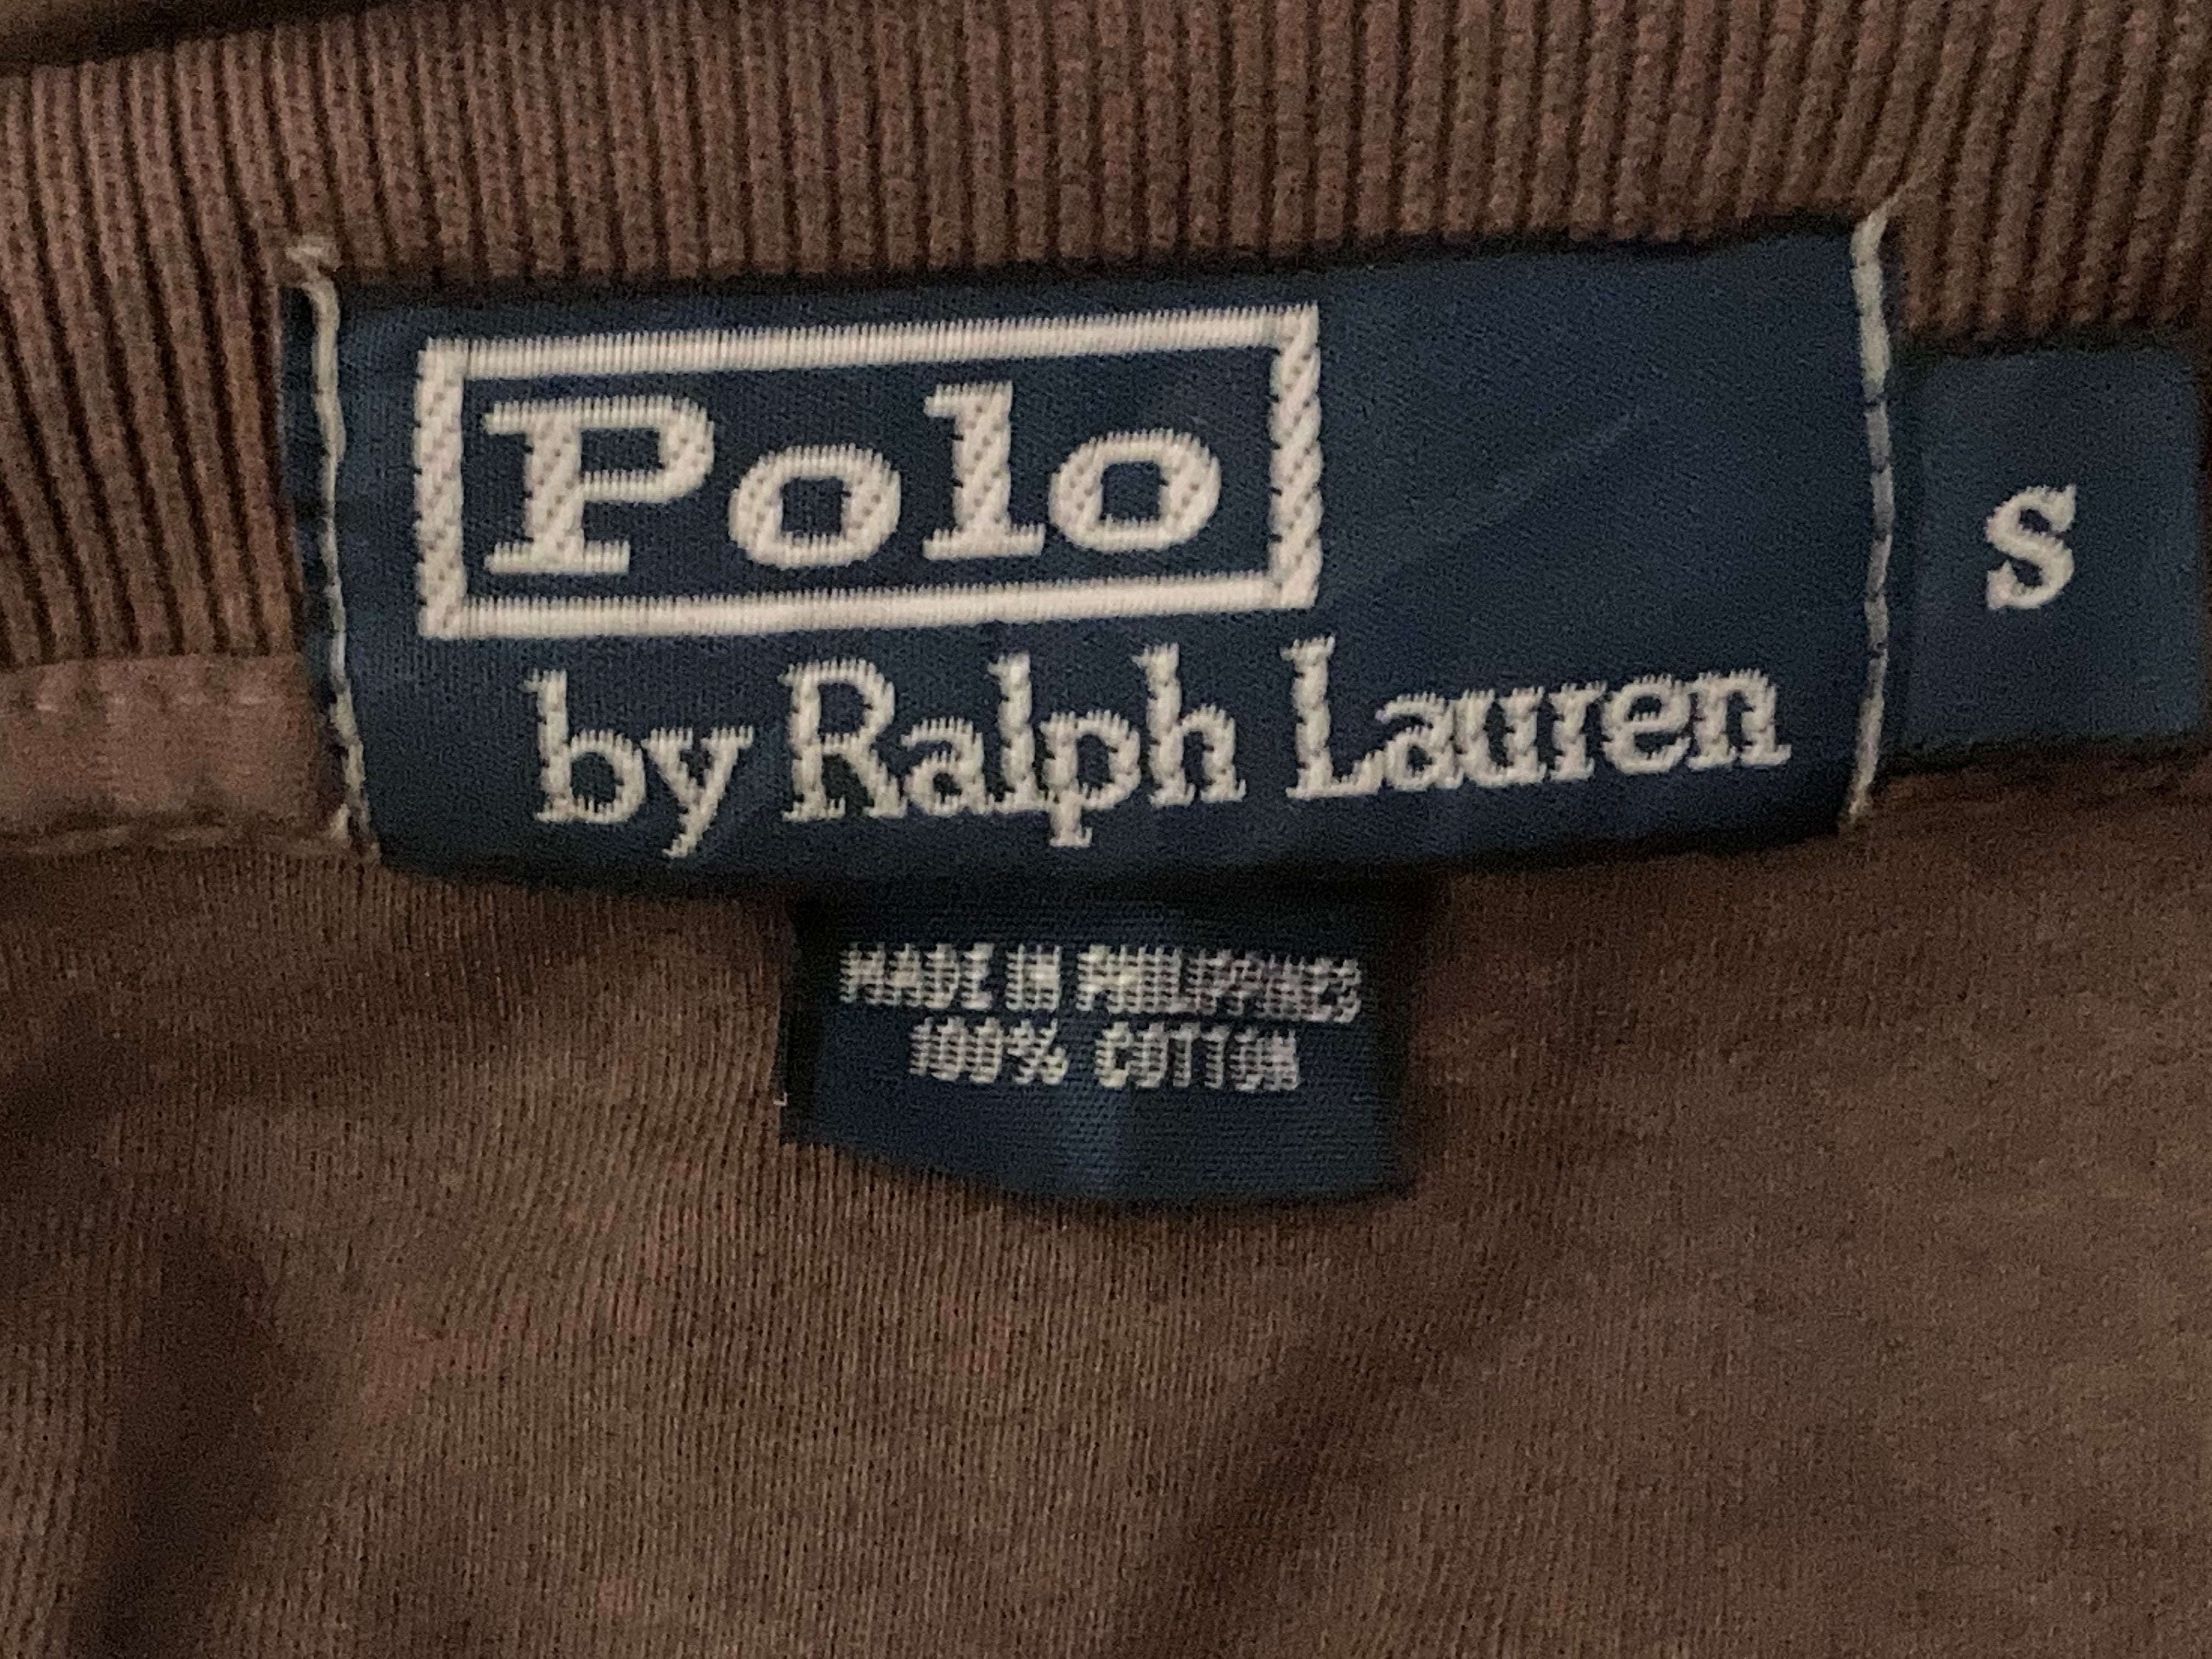 Polo
by Ralph Lauren
S
MADE IN PHILIPPINES
100% COTTON